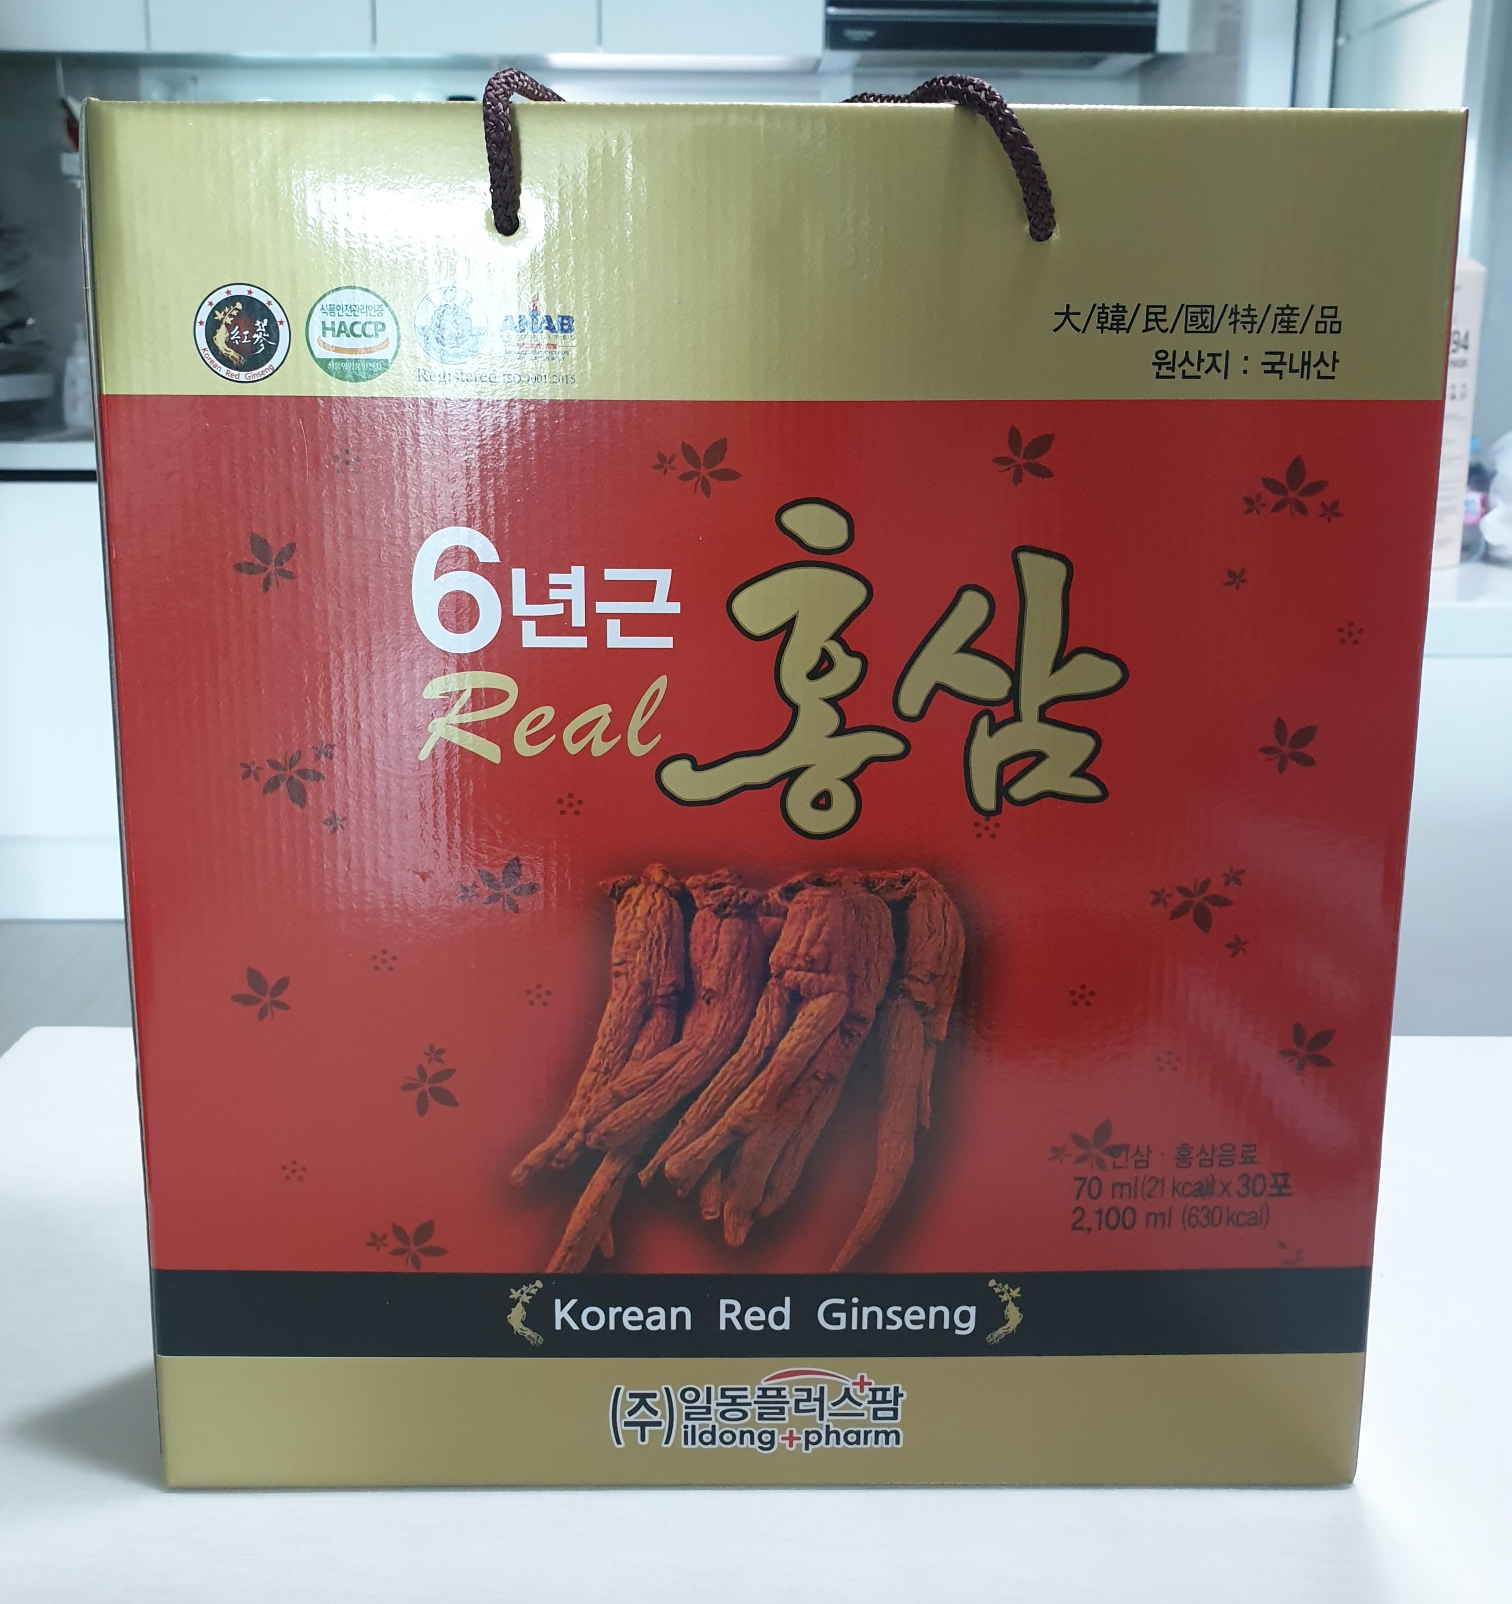 大/韓/民/國/特/産/品
원산지 : 국내산
紅蔘
Korean Red Ginseng
식품안전관리인증
HACCP
Registered ISO 9001:2015
6년근
Real
홍삼
인삼 · 홍삼음료
70 ml(21 kcal) x 30포
2,100 ml (630 kcal)
Korean Red Ginseng
(주)일동플러스팜
ildong+pharm